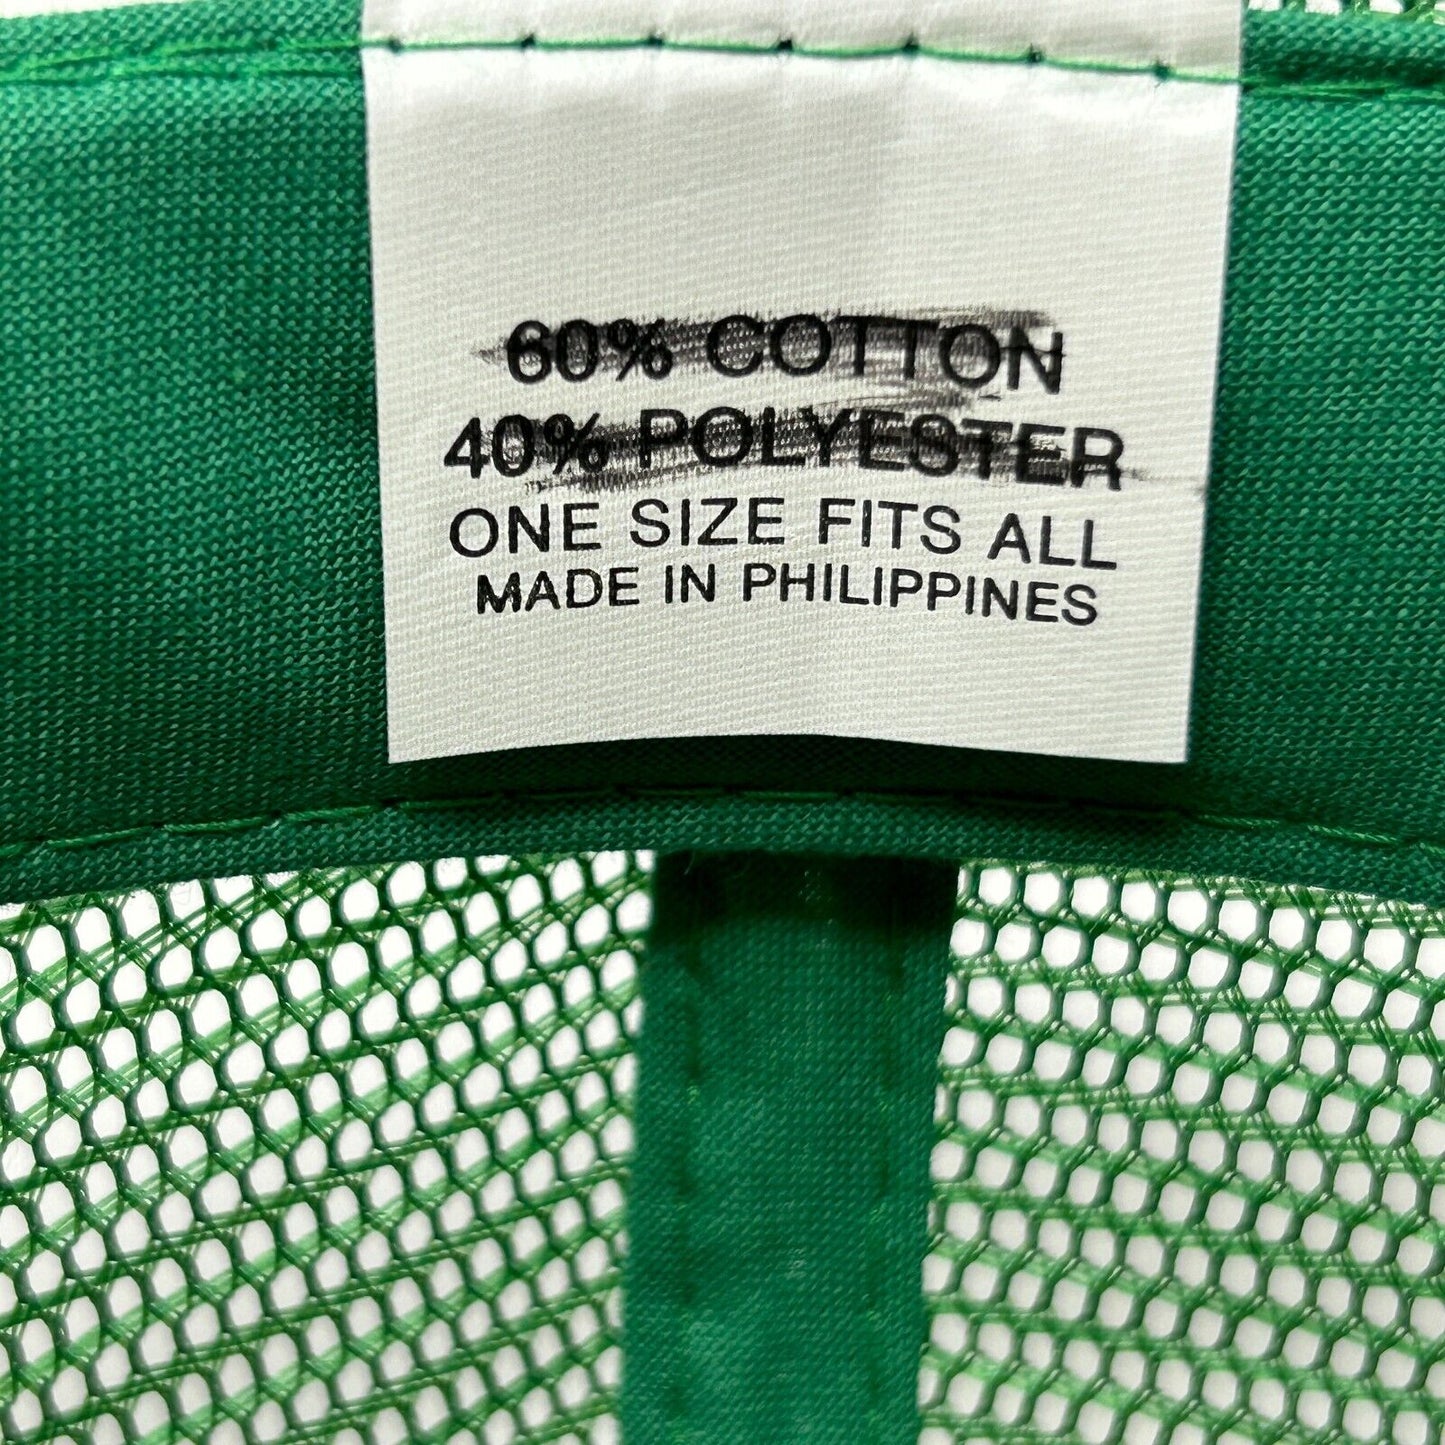 60% COTTON
40% POLYESTER
ONE SIZE FITS ALL
MADE IN PHILIPPINES